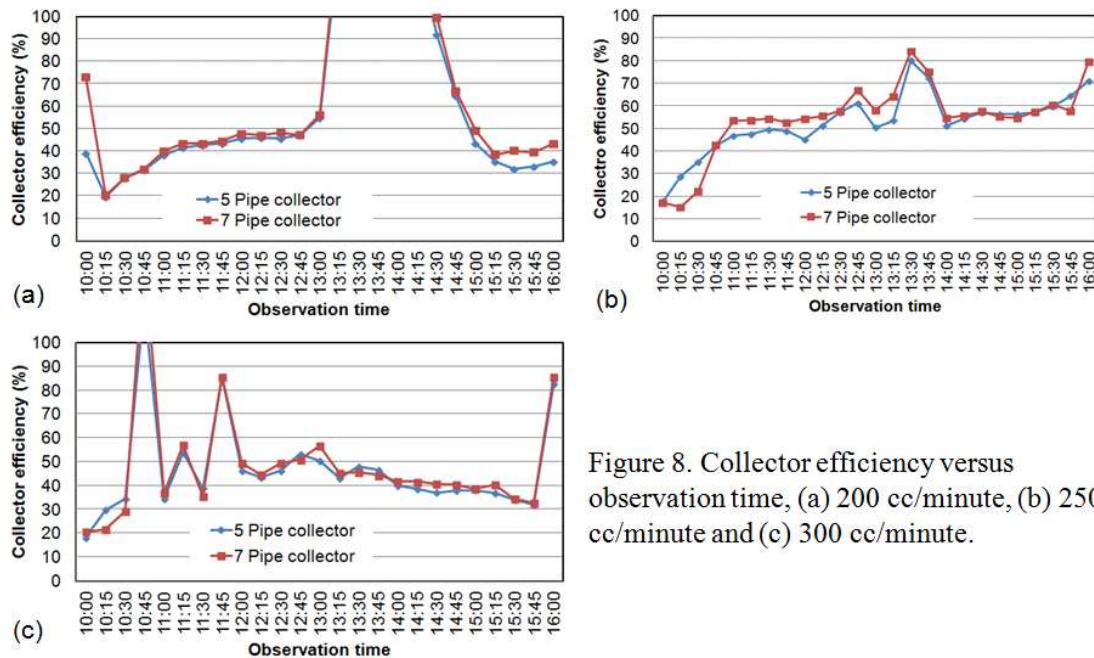 Collector efficiency (%)
100
90
80
70
60
50
40
30
20
10
0
5 Pipe collector
7 Pipe collector
10:00 10:15 10:30 10:45 11:00 11:15 11:30 11:45 12:00 12:15 12:30 12:45 13:00 13:15 13:30 13:45 14:00 14:15 14:30 14:45 15:00 15:15 15:30 15:45 16:00
(a)
Observation time
Collectro efficiency (%)
100
90
80
70
60
50
40
30
20
10
0
5 Pipe collector
7 Pipe collector
10:00 10:15 10:30 10:45 11:00 11:15 11:30 11:45 12:00 12:15 12:30 12:45 13:00 13:15 13:30 13:45 14:00 14:15 14:30 14:45 15:00 15:15 15:30 15:45 16:00
(b)
Observation time
Collector efficiency (%)
100
90
80
70
60
50
40
30
20
10
0
5 Pipe collector
7 Pipe collector
10:00 10:15 10:30 10:45 11:00 11:15 11:30 11:45 12:00 12:15 12:30 12:45 13:00 13:15 13:30 13:45 14:00 14:15 14:30 14:45 15:00 15:15 15:30 15:45 16:00
(c)
Observation time
Figure 8. Collector efficiency versus
observation time, (a) 200 cc/minute, (b) 250
cc/minute and (c) 300 cc/minute.